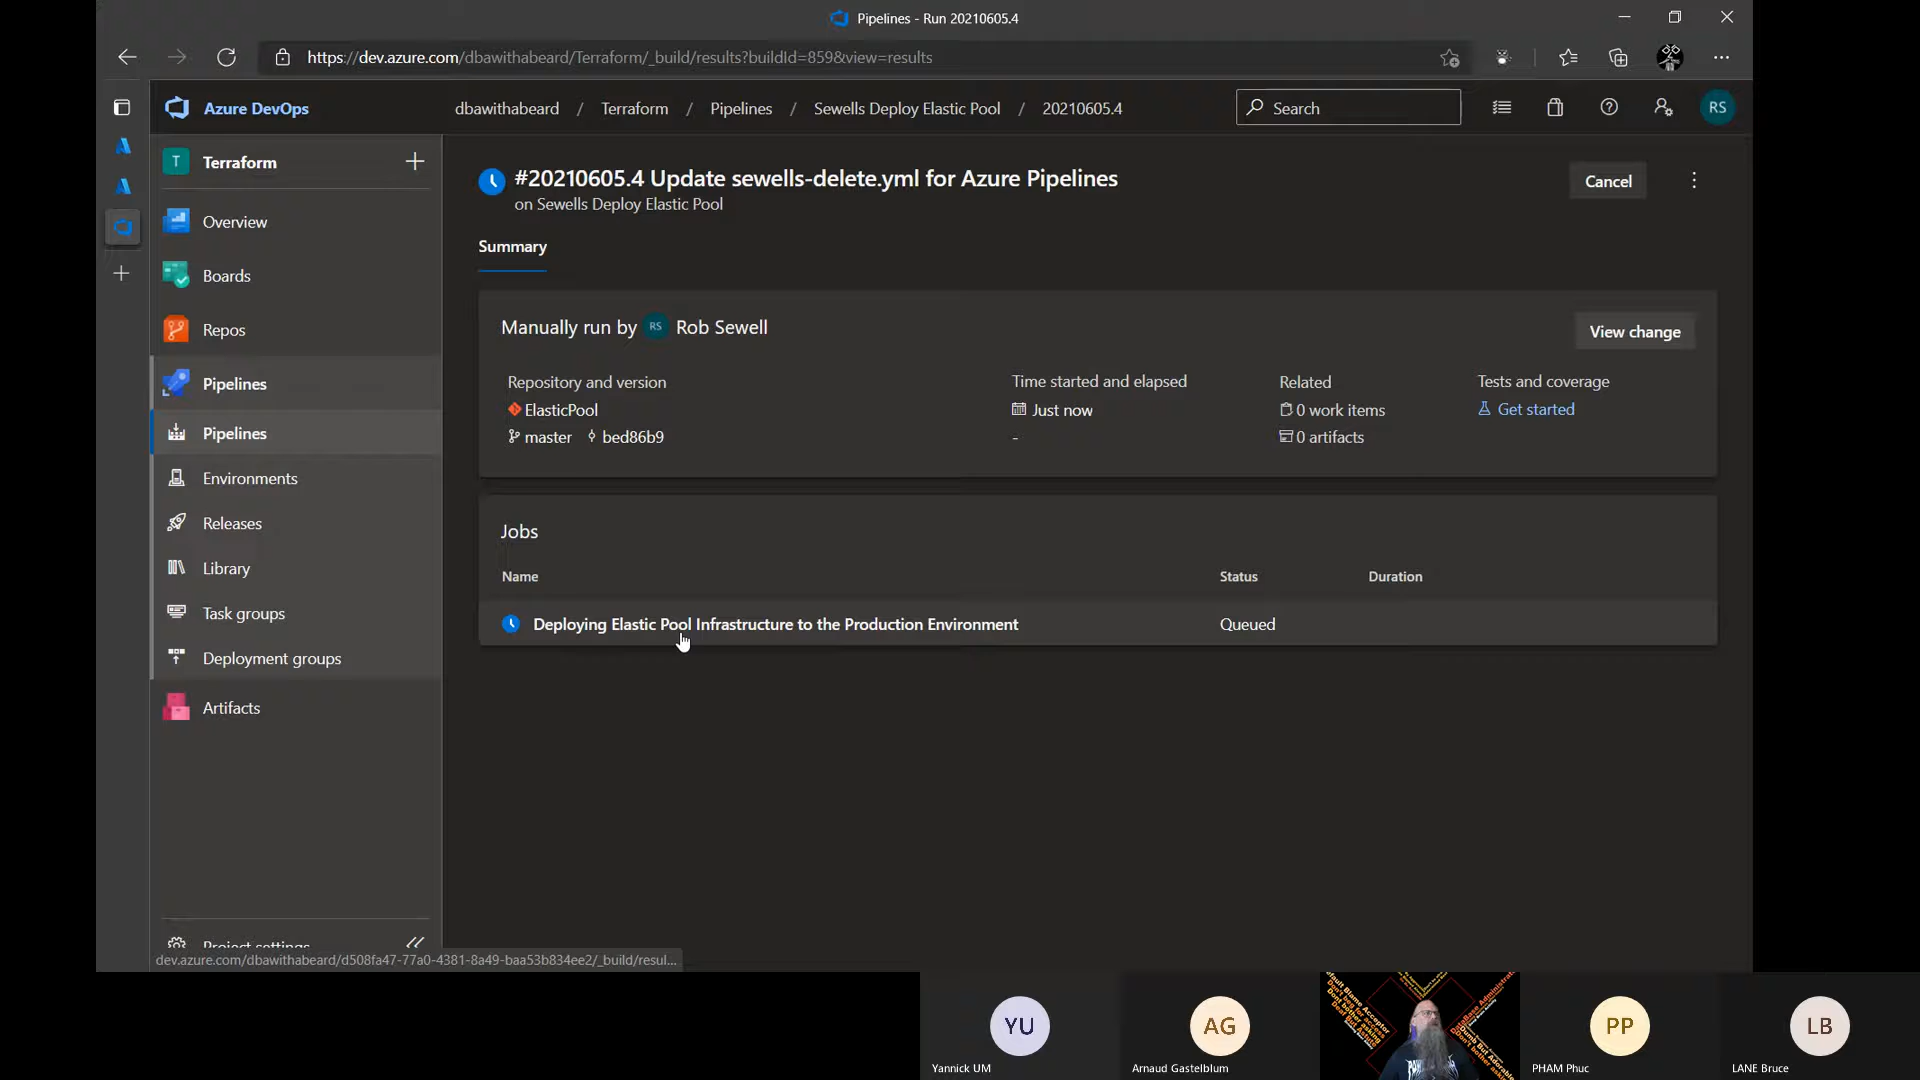 Pipelines - Run 20210605.4
https://dev.azure.com/dbawithabeard/Terraform/_build/results?buildId=859&view=results
Azure DevOps
dbawithabeard / Terraform / Pipelines / Sewells Deploy Elastic Pool / 20210605.4
Search
RS
T
Terraform
Overview
Boards
Repos
Pipelines
Pipelines
Environments
Releases
Library
Task groups
Deployment groups
Artifacts
Project settings
#20210605.4 Update sewells-delete.yml for Azure Pipelines
on Sewells Deploy Elastic Pool
Cancel
Summary
Manually run by RS Rob Sewell
View change
Repository and version
ElasticPool
master bed86b9
Time started and elapsed
Just now
-
Related
0 work items
0 artifacts
Tests and coverage
Get started
Jobs
Name Status Duration
Deploying Elastic Pool Infrastructure to the Production Environment Queued
dev.azure.com/dbawithabeard/d508fa47-77a0-4381-8a49-baa53b834ee2/_build/resul...
YU
Yannick UM
AG
Arnaud Gastelblum
PP
PHAM Phuc
LB
LANE Bruce